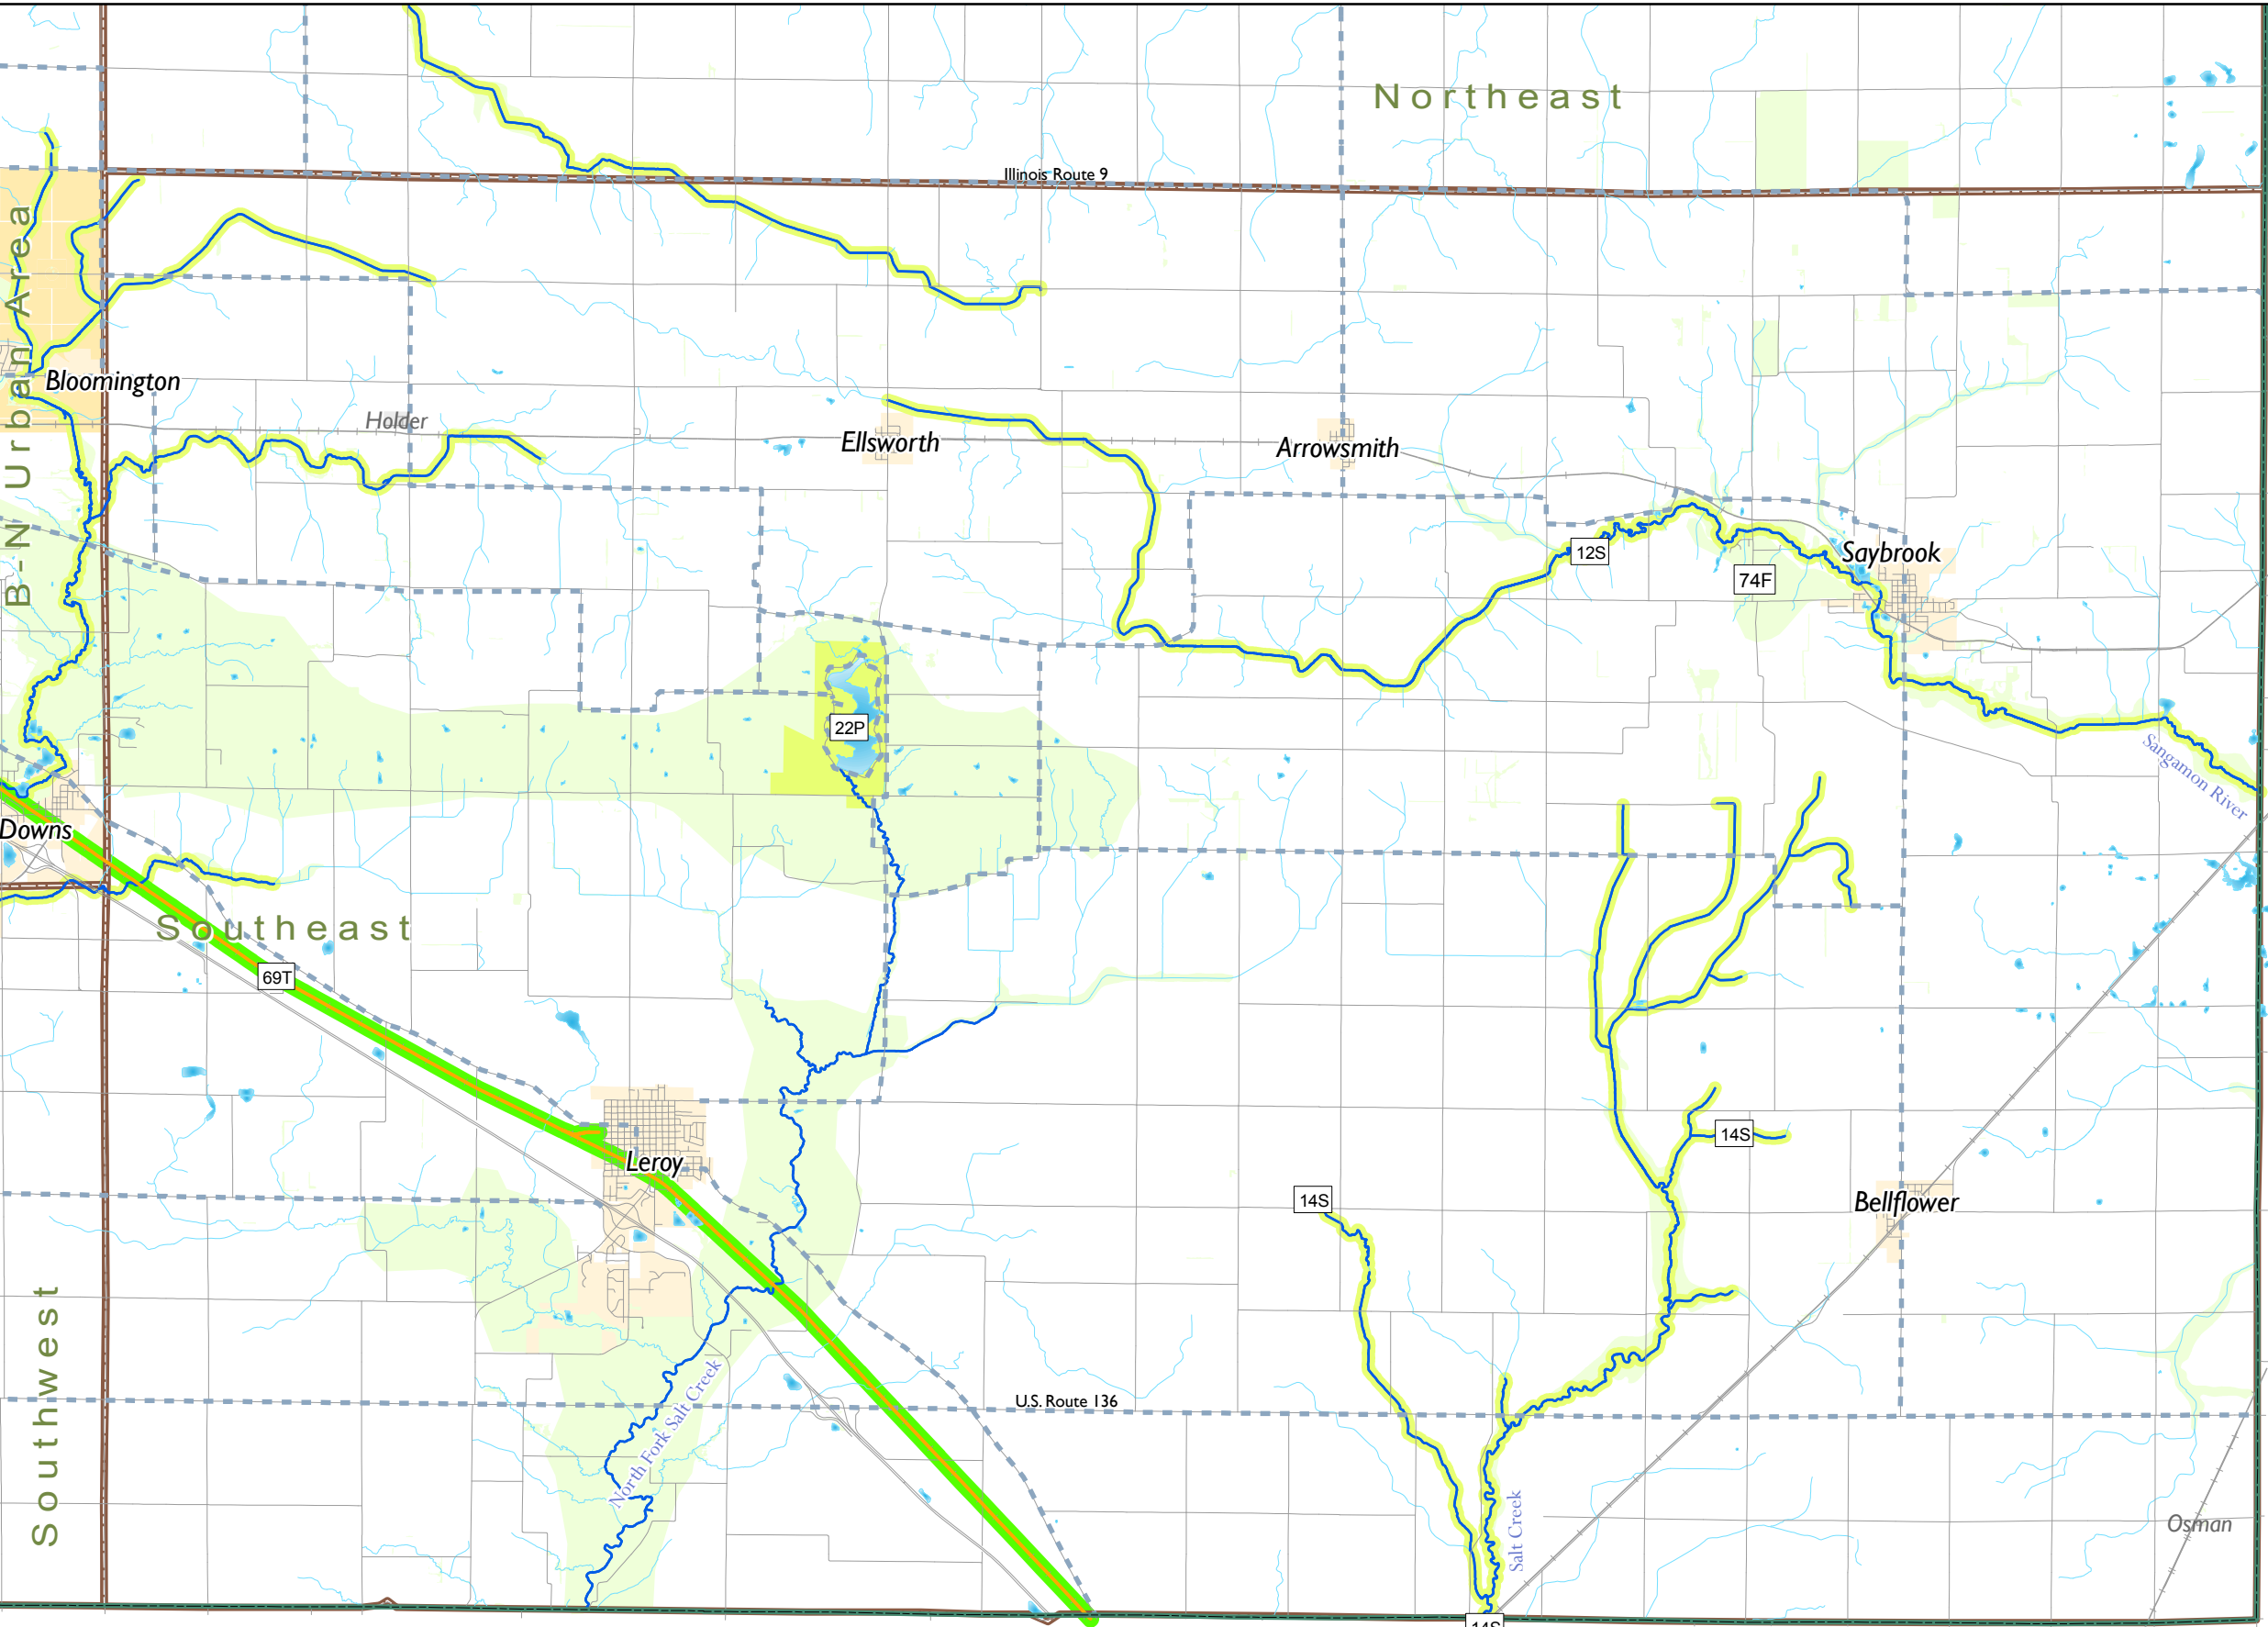 Northeast
Illinois Route 9
B-N Urban Area
Bloomington
Holder
Ellsworth
Arrowsmith
12S
Saybrook
74F
22P
Sangamon River
Downs
Southeast
69T
14S
Leroy
14S
Bellflower
Southwest
U.S. Route 136
North Fork Salt Creek
Salt Creek
Osman
14S